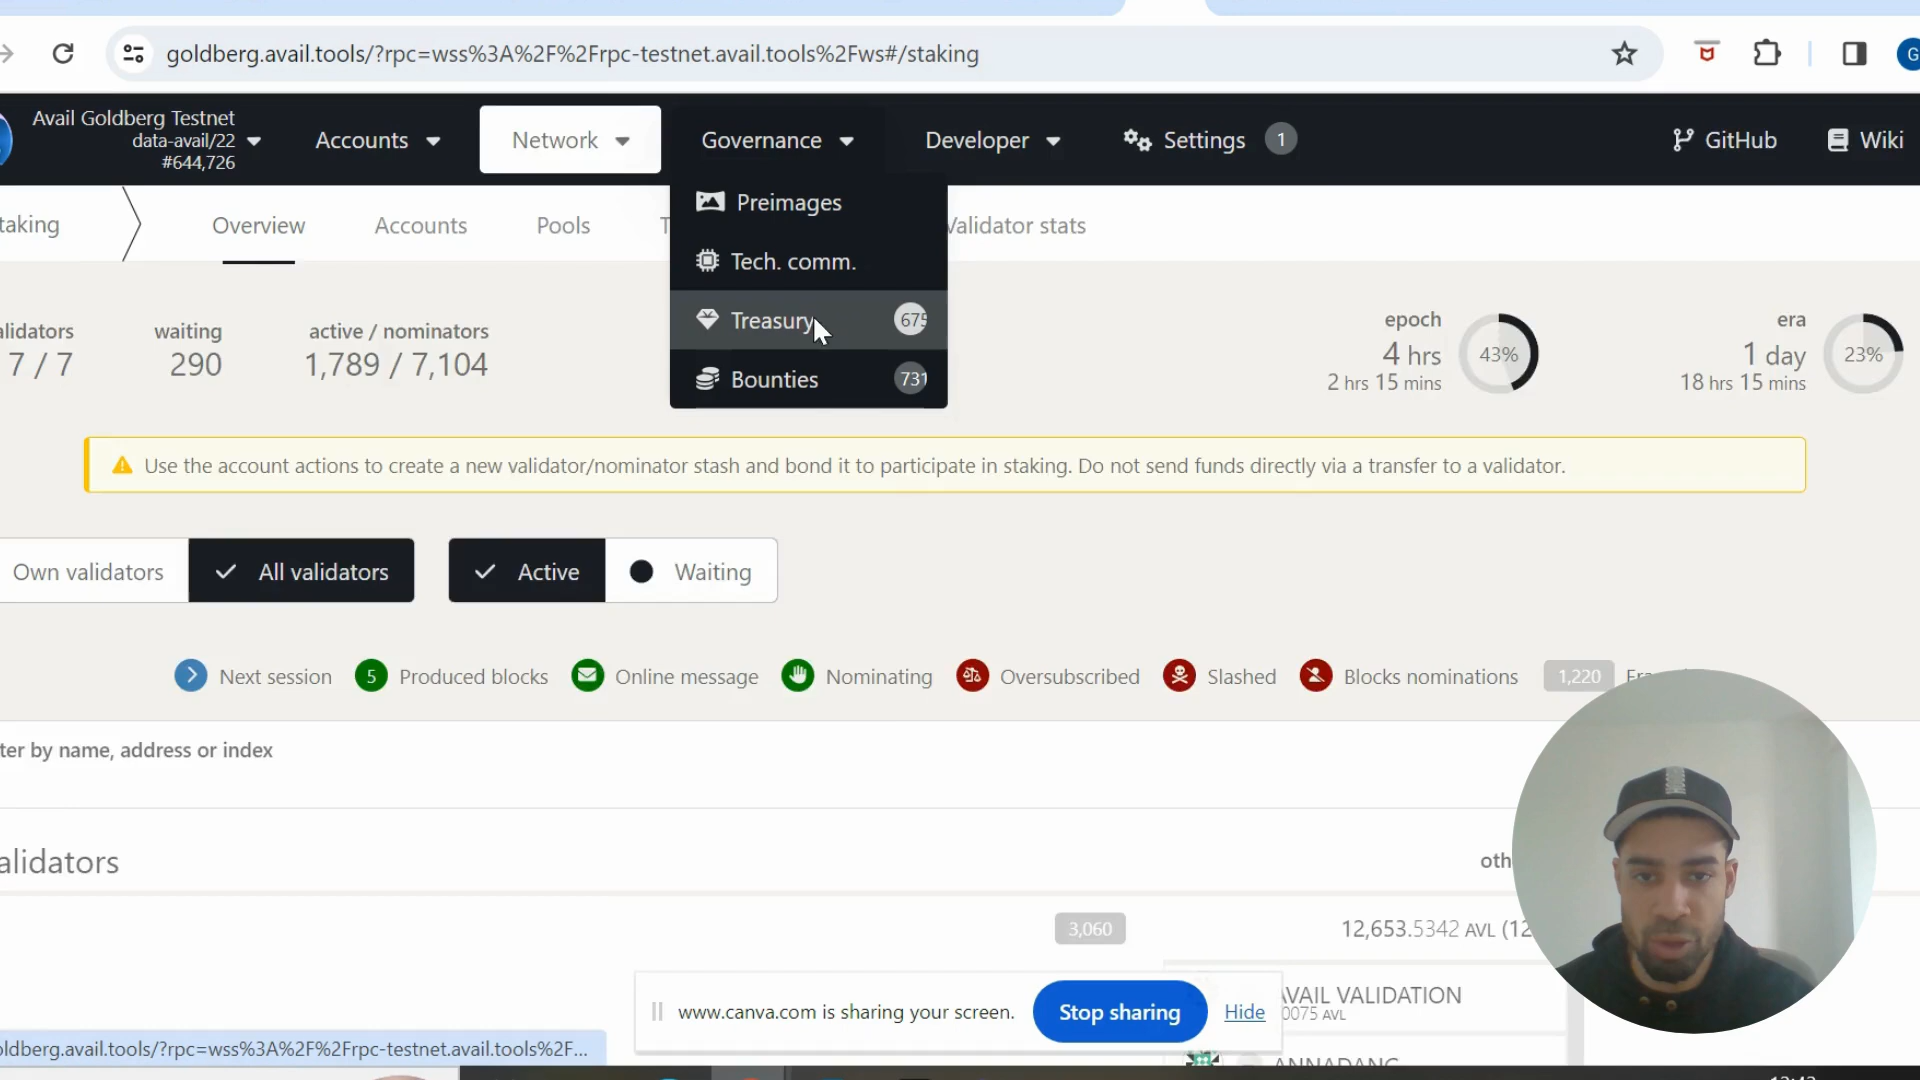 goldberg.avail.tools/?rpc=wss%3A%2F%2Frpc-testnet.avail.tools%2Fws#/staking
G
Avail Goldberg Testnet
data-avail/22
#644,726
Accounts
Network
Governance
Developer
Settings
1
GitHub
Wiki
taking
Overview
Accounts
Pools
T
Validator stats
Preimages
Tech. comm.
Treasury
675
Bounties
731
alidators
7 / 7
waiting
290
active / nominators
1,789 / 7,104
epoch
4 hrs
2 hrs 15 mins
43%
era
1 day
18 hrs 15 mins
23%
Use the account actions to create a new validator/nominator stash and bond it to participate in staking. Do not send funds directly via a transfer to a validator.
Own validators
All validators
Active
Waiting
Next session
5
Produced blocks
Online message
Nominating
Oversubscribed
Slashed
Blocks nominations
1,220
ter by name, address or index
alidators
oth
3,060
12,653.5342 AVL (12
AVAIL VALIDATION
0075 AVL
www.canva.com is sharing your screen.
Stop sharing
Hide
oldberg.avail.tools/?rpc=wss%3A%2F%2Frpc-testnet.avail.tools%2F...
ANNADANG